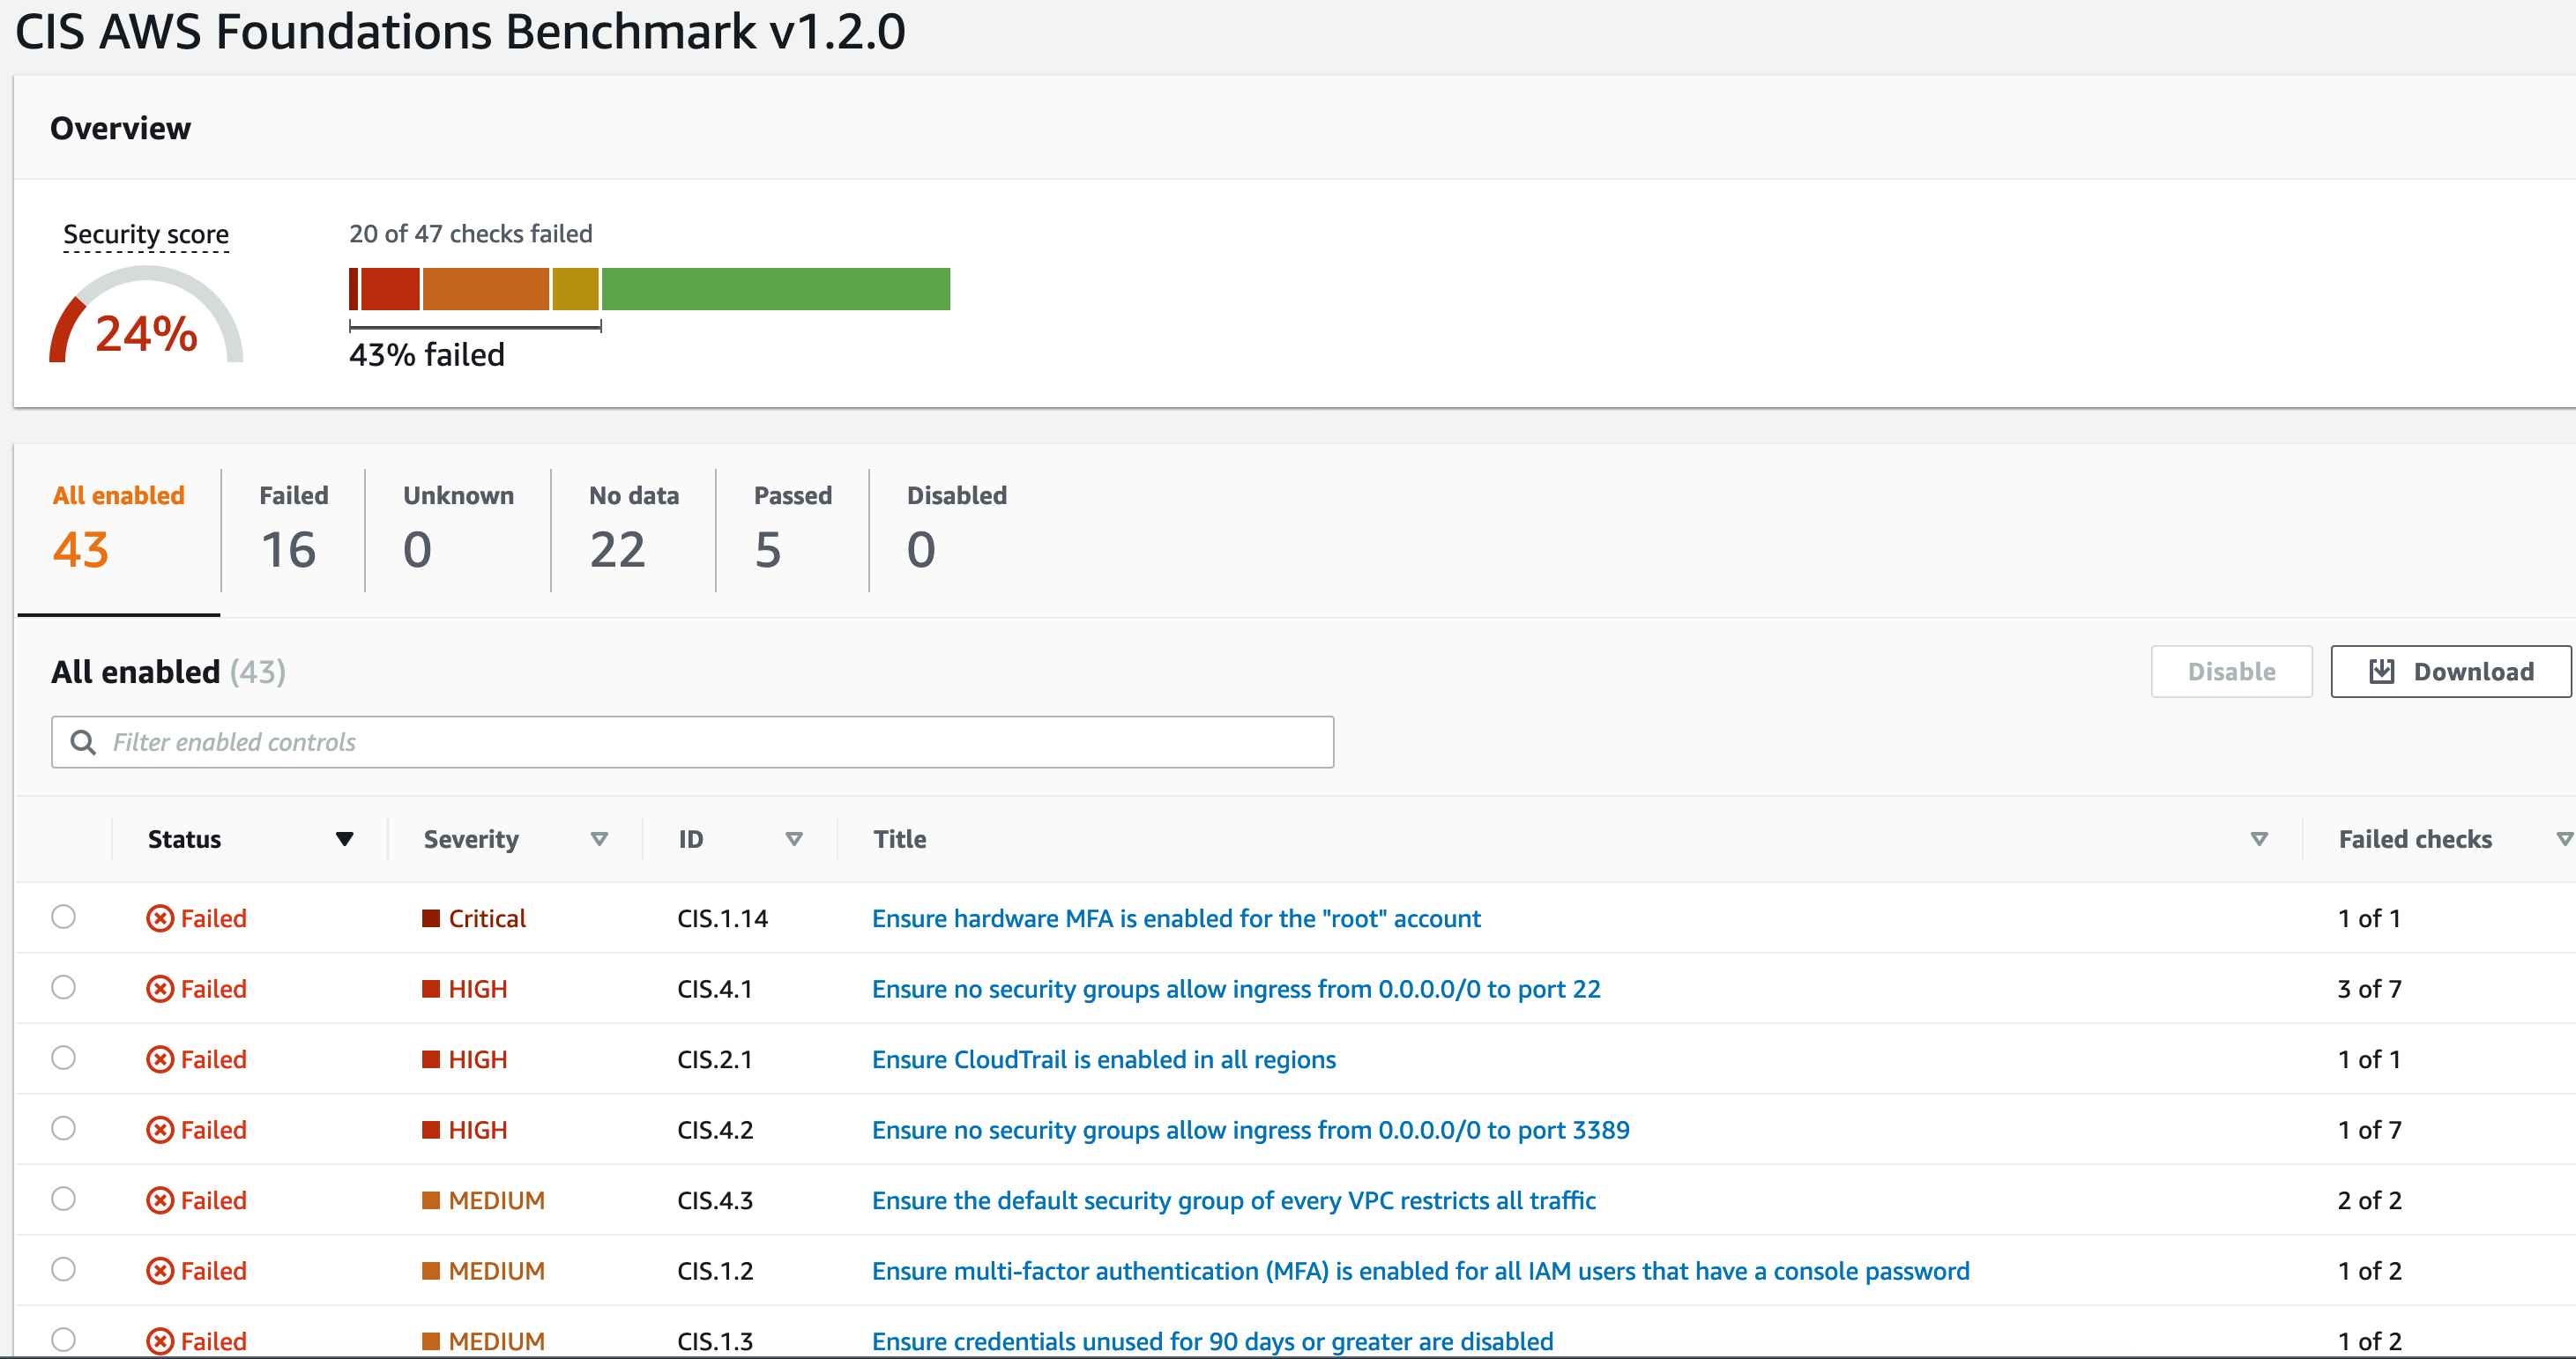 CIS AWS Foundations Benchmark v1.2.0
Overview
Security score
24%
20 of 47 checks failed
43% failed
All enabled
43
Failed
16
Unknown
0
No data
22
Passed
5
Disabled
0
All enabled (43)
Disable
Download
Filter enabled controls
Status Severity ID Title Failed checks
Failed Critical CIS.1.14 Ensure hardware MFA is enabled for the "root" account 1 of 1
Failed HIGH CIS.4.1 Ensure no security groups allow ingress from 0.0.0.0/0 to port 22 3 of 7
Failed HIGH CIS.2.1 Ensure CloudTrail is enabled in all regions 1 of 1
Failed HIGH CIS.4.2 Ensure no security groups allow ingress from 0.0.0.0/0 to port 3389 1 of 7
Failed MEDIUM CIS.4.3 Ensure the default security group of every VPC restricts all traffic 2 of 2
Failed MEDIUM CIS.1.2 Ensure multi-factor authentication (MFA) is enabled for all IAM users that have a console password 1 of 2
Failed MEDIUM CIS.1.3 Ensure credentials unused for 90 days or greater are disabled 1 of 2